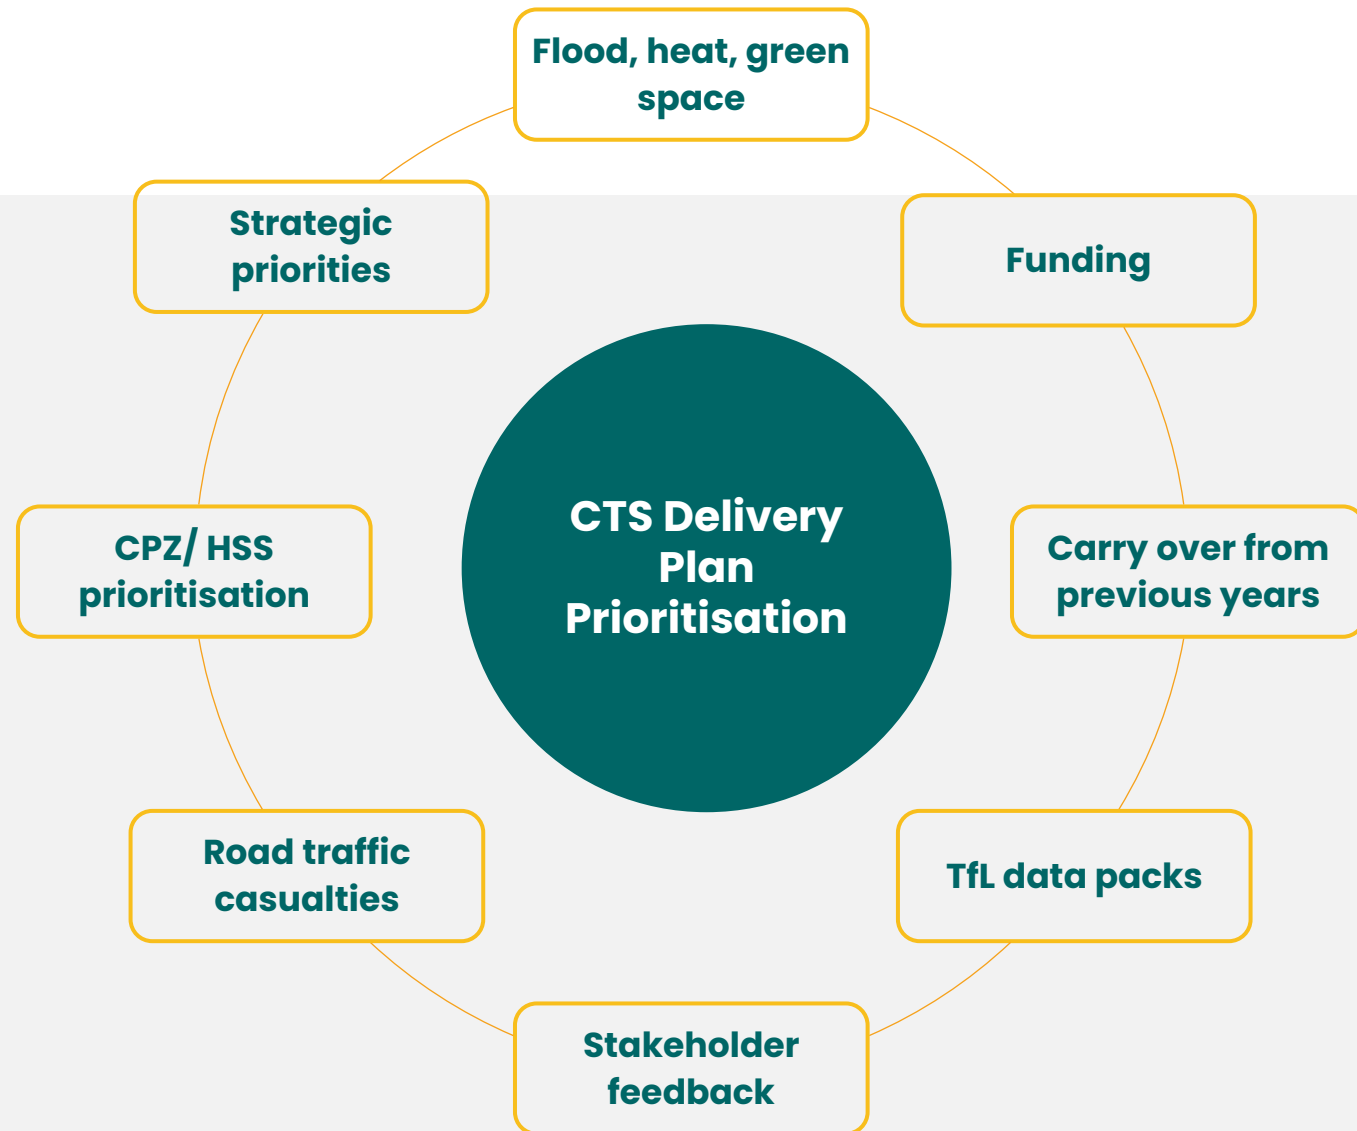 Flood, heat, green
space
Strategic
priorities
Funding
CTS Delivery
Plan
Prioritisation
CPZ/ HSS
prioritisation
Carry over from
previous years
Road traffic
casualties
TfL data packs
Stakeholder
feedback